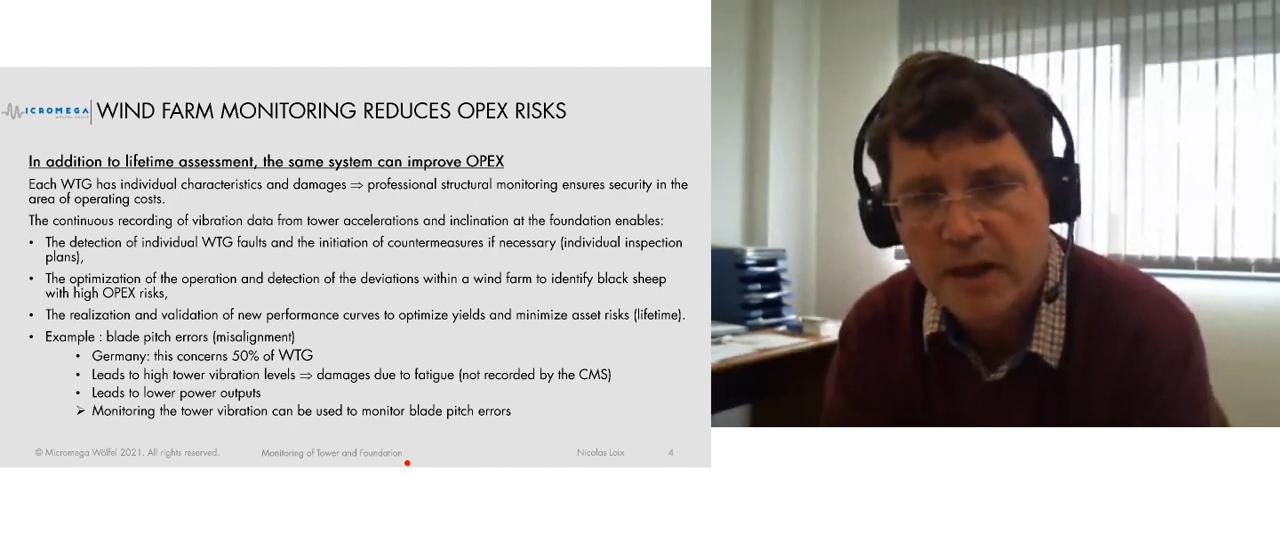 ICROMEGA
WIND FARM MONITORING REDUCES OPEX RISKS
In addition to lifetime assessment, the same system can improve OPEX
Each WTG has individual characteristics and damages ⇒ professional structural monitoring ensures security in the
area of operating costs.
The continuous recording of vibration data from tower accelerations and inclination at the foundation enables:
• The detection of individual WTG faults and the initiation of countermeasures if necessary (individual inspection
plans),
• The optimization of the operation and detection of the deviations within a wind farm to identify black sheep
with high OPEX risks,
• The realization and validation of new performance curves to optimize yields and minimize asset risks (lifetime).
• Example : blade pitch errors (misalignment)
• Germany: this concerns 50% of WTG
• Leads to high tower vibration levels ⇒ damages due to fatigue (not recorded by the CMS)
• Leads to lower power outputs
➢ Monitoring the tower vibration can be used to monitor blade pitch errors
© Micromega Wölfel 2021. All rights reserved. Monitoring of Tower and Foundation Nicolas Loix 4